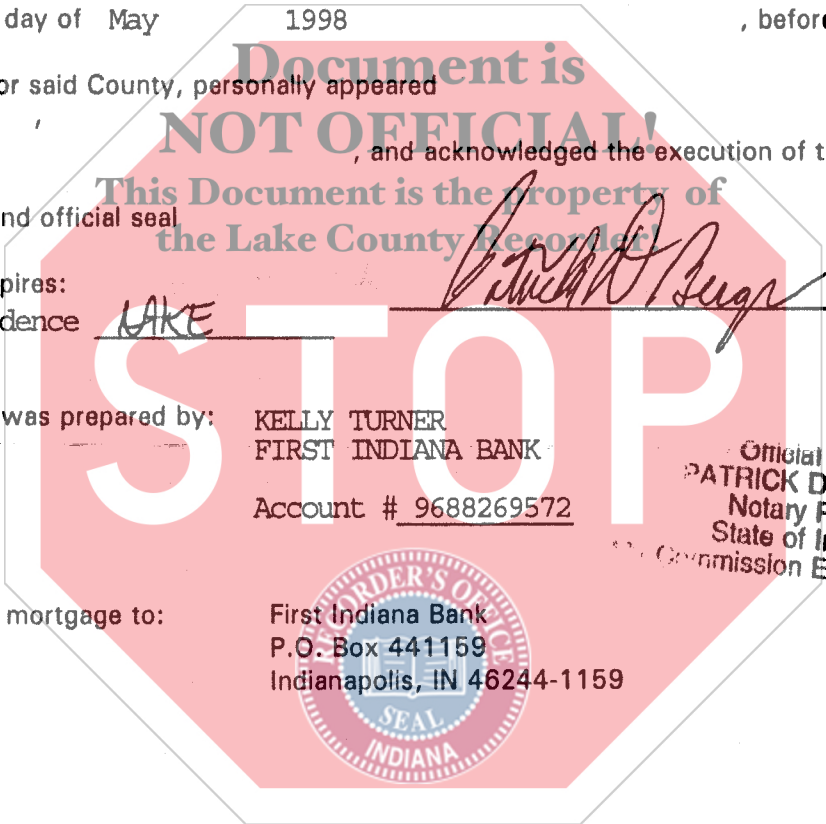 day of May 1998 , before
or said County, personally appeared
Document is
NOT OFFICIAL!
, and acknowledged the execution of t
This Document is the property of
nd official seal
the Lake County Recorder!
pires:
dence LAKE
STOP
was prepared by: KELLY TURNER
FIRST INDIANA BANK
Official
PATRICK D
Account # 9688269572
Notary P
State of I
Commission E
mortgage to: First Indiana Bank
P.O. Box 441159
Indianapolis, IN 46244-1159
RECORDER'S OFFICE
SEAL
INDIANA